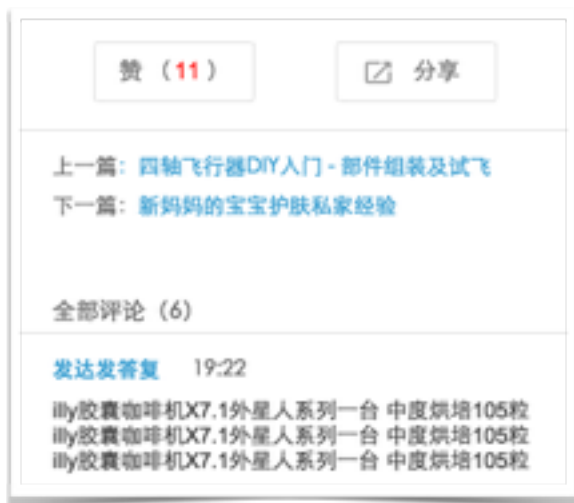 赞 （11）
分享
上一篇：四轴飞行器DIY入门 - 部件组装及试飞
下一篇：新妈妈的宝宝护肤私家经验
全部评论（6）
发达发答复 19:22
illy胶囊咖啡机X7.1外星人系列一台 中度烘培105粒
illy胶囊咖啡机X7.1外星人系列一台 中度烘培105粒
illy胶囊咖啡机X7.1外星人系列一台 中度烘培105粒